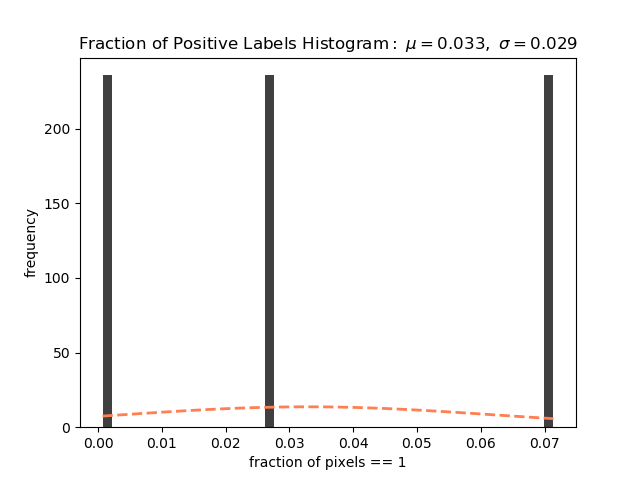 Fraction of Positive Labels Histogram : μ = 0.033, σ = 0.029
frequency
200
150
100
50
0
0.00 0.01 0.02 0.03 0.04 0.05 0.06 0.07
fraction of pixels == 1